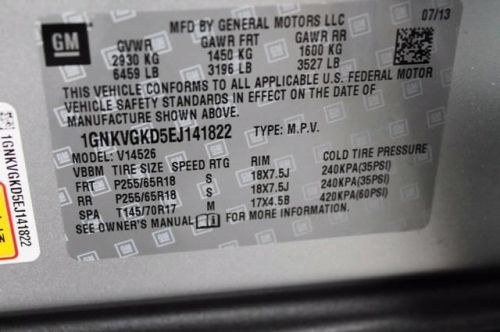 MFD BY GENERAL MOTORS LLC
07/13
GM
GVWR GAWR FRT GAWR RR
2930 KG 1450 KG 1600 KG
6459 LB 3196 LB 3527 LB
THIS VEHICLE CONFORMS TO ALL APPLICABLE U.S. FEDERAL MOTOR
VEHICLE SAFETY STANDARDS IN EFFECT ON THE DATE OF
MANUFACTURE SHOWN ABOVE.
1GNKVGKD5EJ141822 TYPE: M.P.V.
MODEL: V14526
VBBM TIRE SIZE SPEED RTG RIM COLD TIRE PRESSURE
FRT P255/65R18 S 18X7.5J 240KPA(35PSI)
RR P255/65R18 S 18X7.5J 240KPA(35PSI)
SPA T145/70R17 M 17X4.5B 420KPA(60PSI)
SEE OWNER'S MANUAL FOR MORE INFORMATION.
1GNKVGKD5EJ141822